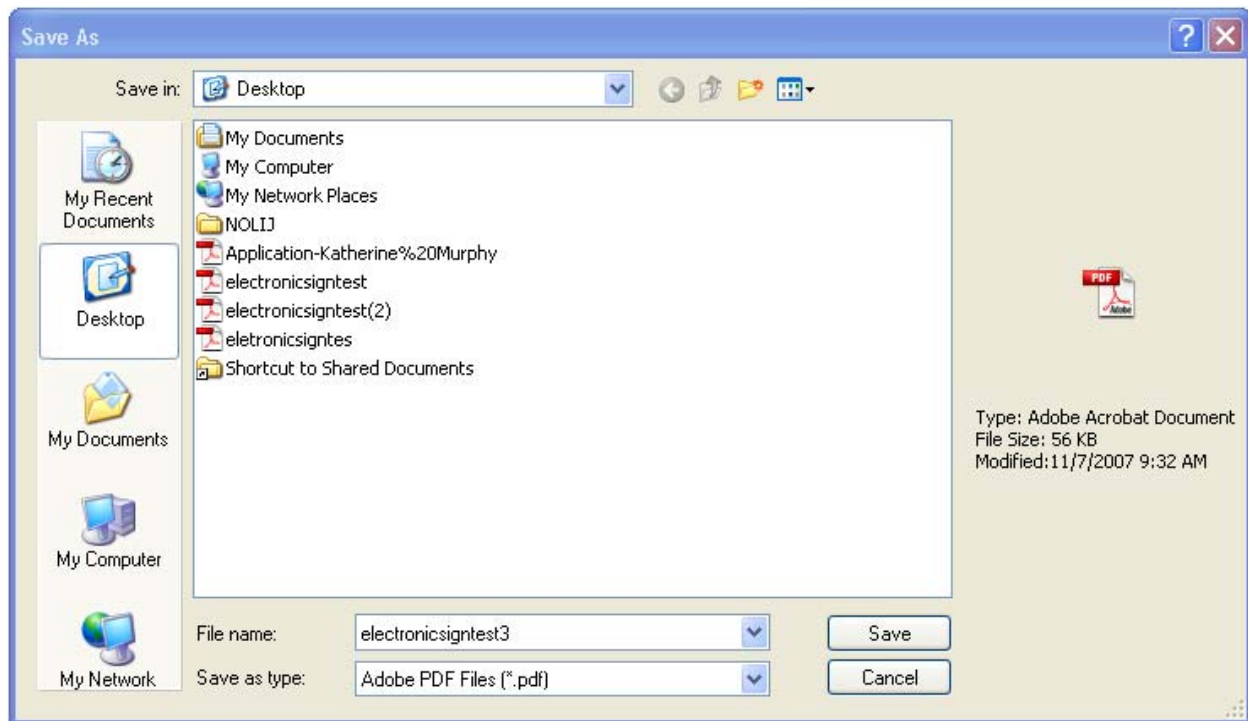 Save As
Save in: Desktop
My Recent
Documents
Desktop
My Documents
My Computer
My Network
My Documents
My Computer
My Network Places
NOLIJ
Application-Katherine%20Murphy
electronicsigntest
electronicsigntest(2)
eletronicsigntes
Shortcut to Shared Documents
PDF
Adobe
Type: Adobe Acrobat Document
File Size: 56 KB
Modified:11/7/2007 9:32 AM
File name: electronicsigntest3
Save
Save as type: Adobe PDF Files (*.pdf)
Cancel